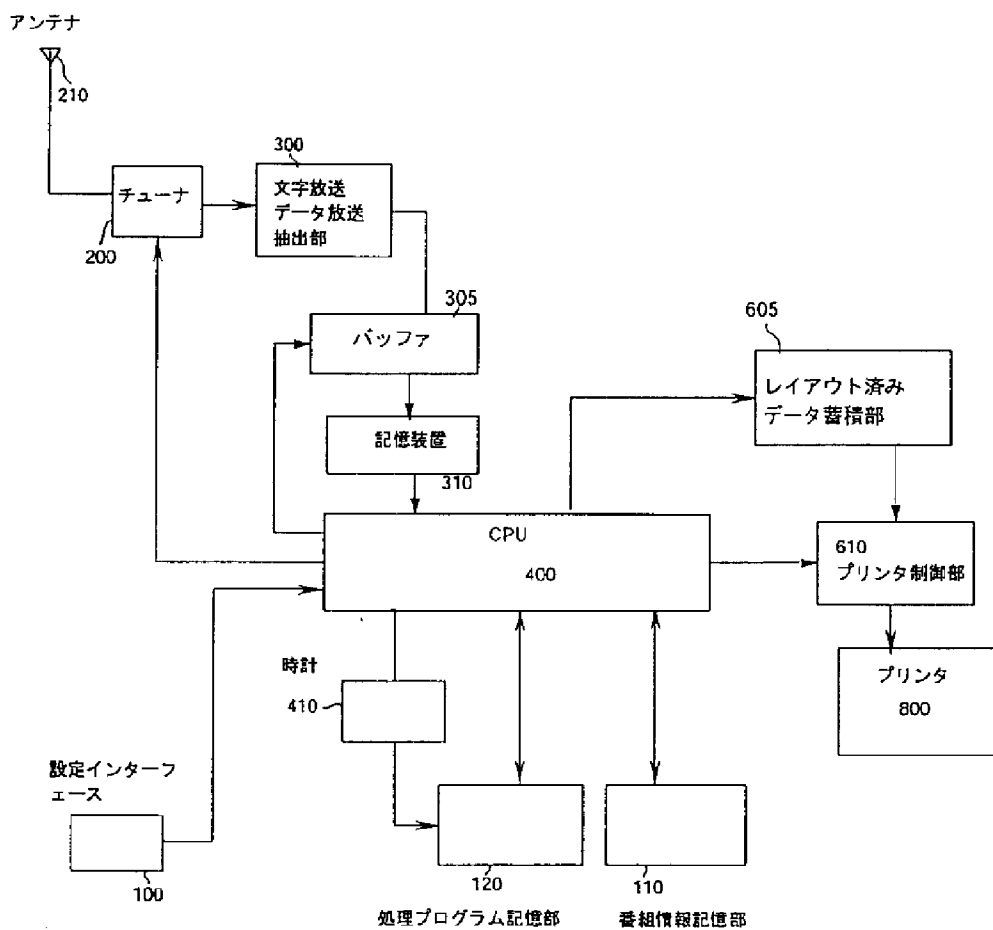 アンテナ
210
300
チューナ
文字放送
データ放送
抽出部
200
305
バッファ
605
レイアウト済み
データ蓄積部
記憶装置
310
CPU
400
610
プリンタ制御部
時計
410
プリンタ
800
設定インターフ
ェース
100
120
110
処理プログラム記憶部
番組情報記憶部